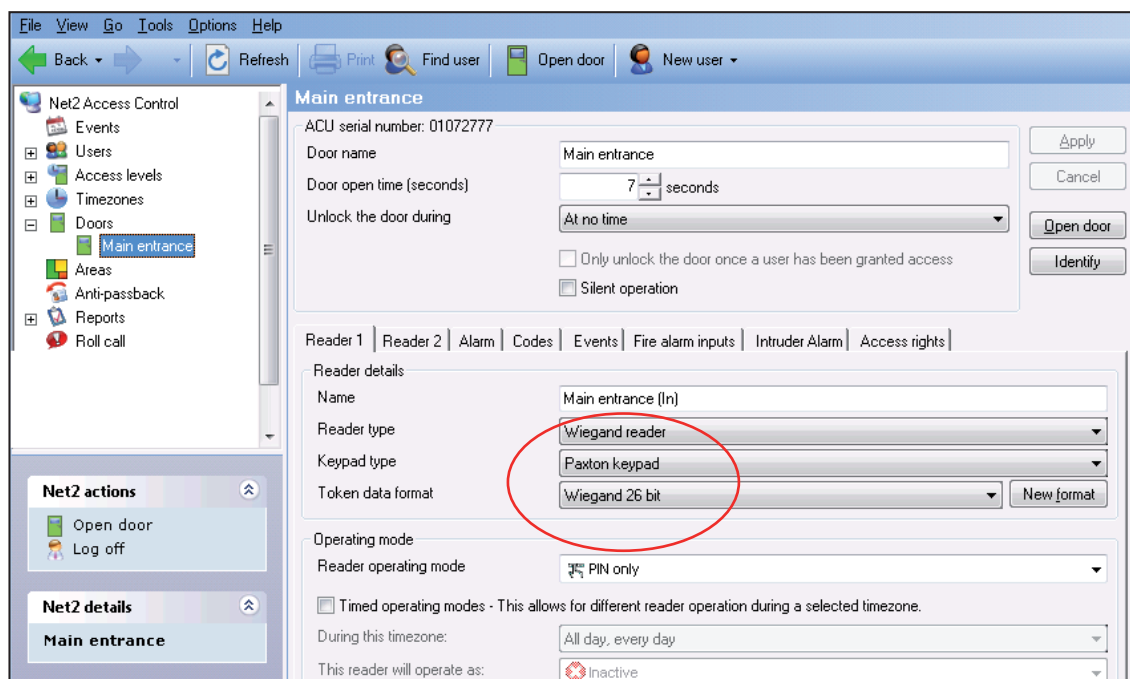 File View Go Tools Options Help
Back Refresh Print Find user Open door New user
Net2 Access Control
Events
Users
Access levels
Timezones
Doors
Main entrance
Areas
Anti-passback
Reports
Roll call
Net2 actions
Open door
Log off
Net2 details
Main entrance
Main entrance
ACU serial number: 01072777
Door name Main entrance
Door open time (seconds) 7 seconds
Unlock the door during At no time
Only unlock the door once a user has been granted access
Silent operation
Apply
Cancel
Open door
Identify
Reader 1 Reader 2 Alarm Codes Events Fire alarm inputs Intruder Alarm Access rights
Reader details
Name Main entrance (In)
Reader type Wiegand reader
Keypad type Paxton keypad
Token data format Wiegand 26 bit New format
Operating mode
Reader operating mode PIN only
Timed operating modes - This allows for different reader operation during a selected timezone.
During this timezone: All day, every day
This reader will operate as: Inactive